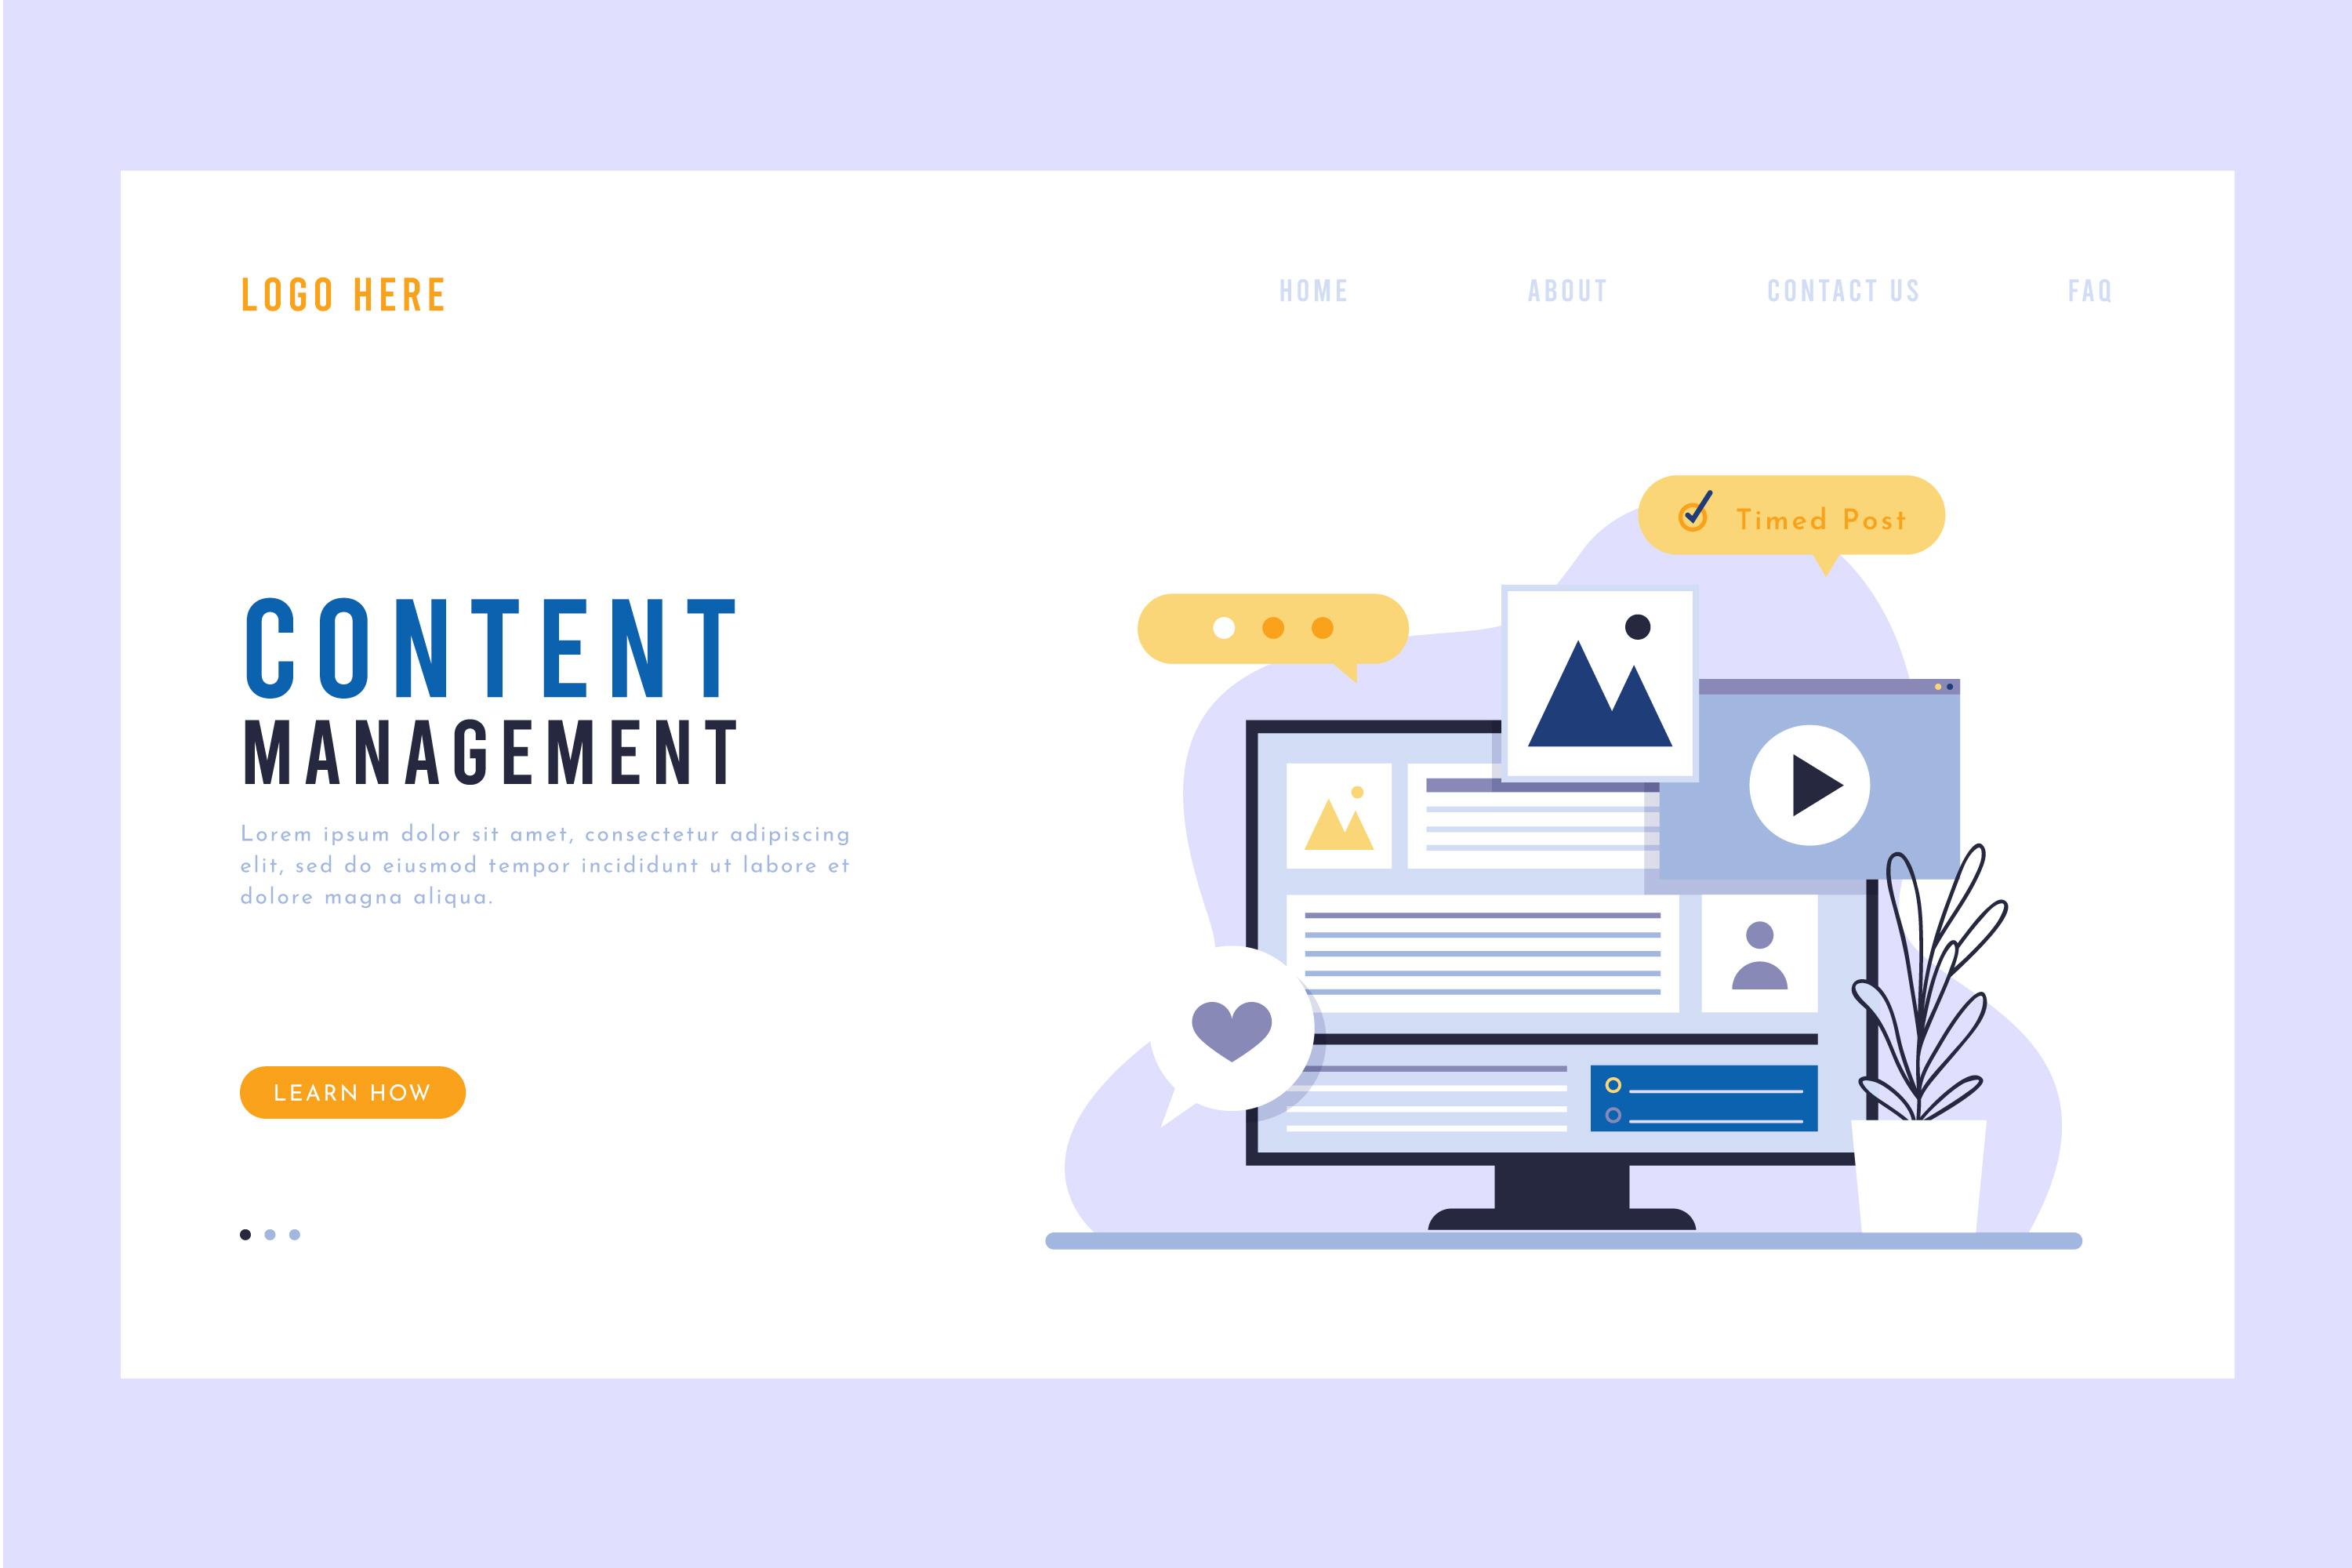 LOGO HERE
HOME ABOUT CONTACT US FAQ
Timed Post
CONTENT
MANAGEMENT
Lorem ipsum dolor sit amet, consectetur adipiscing
elit, sed do eiusmod tempor incididunt ut labore et
dolore magna aliqua.
LEARN HOW